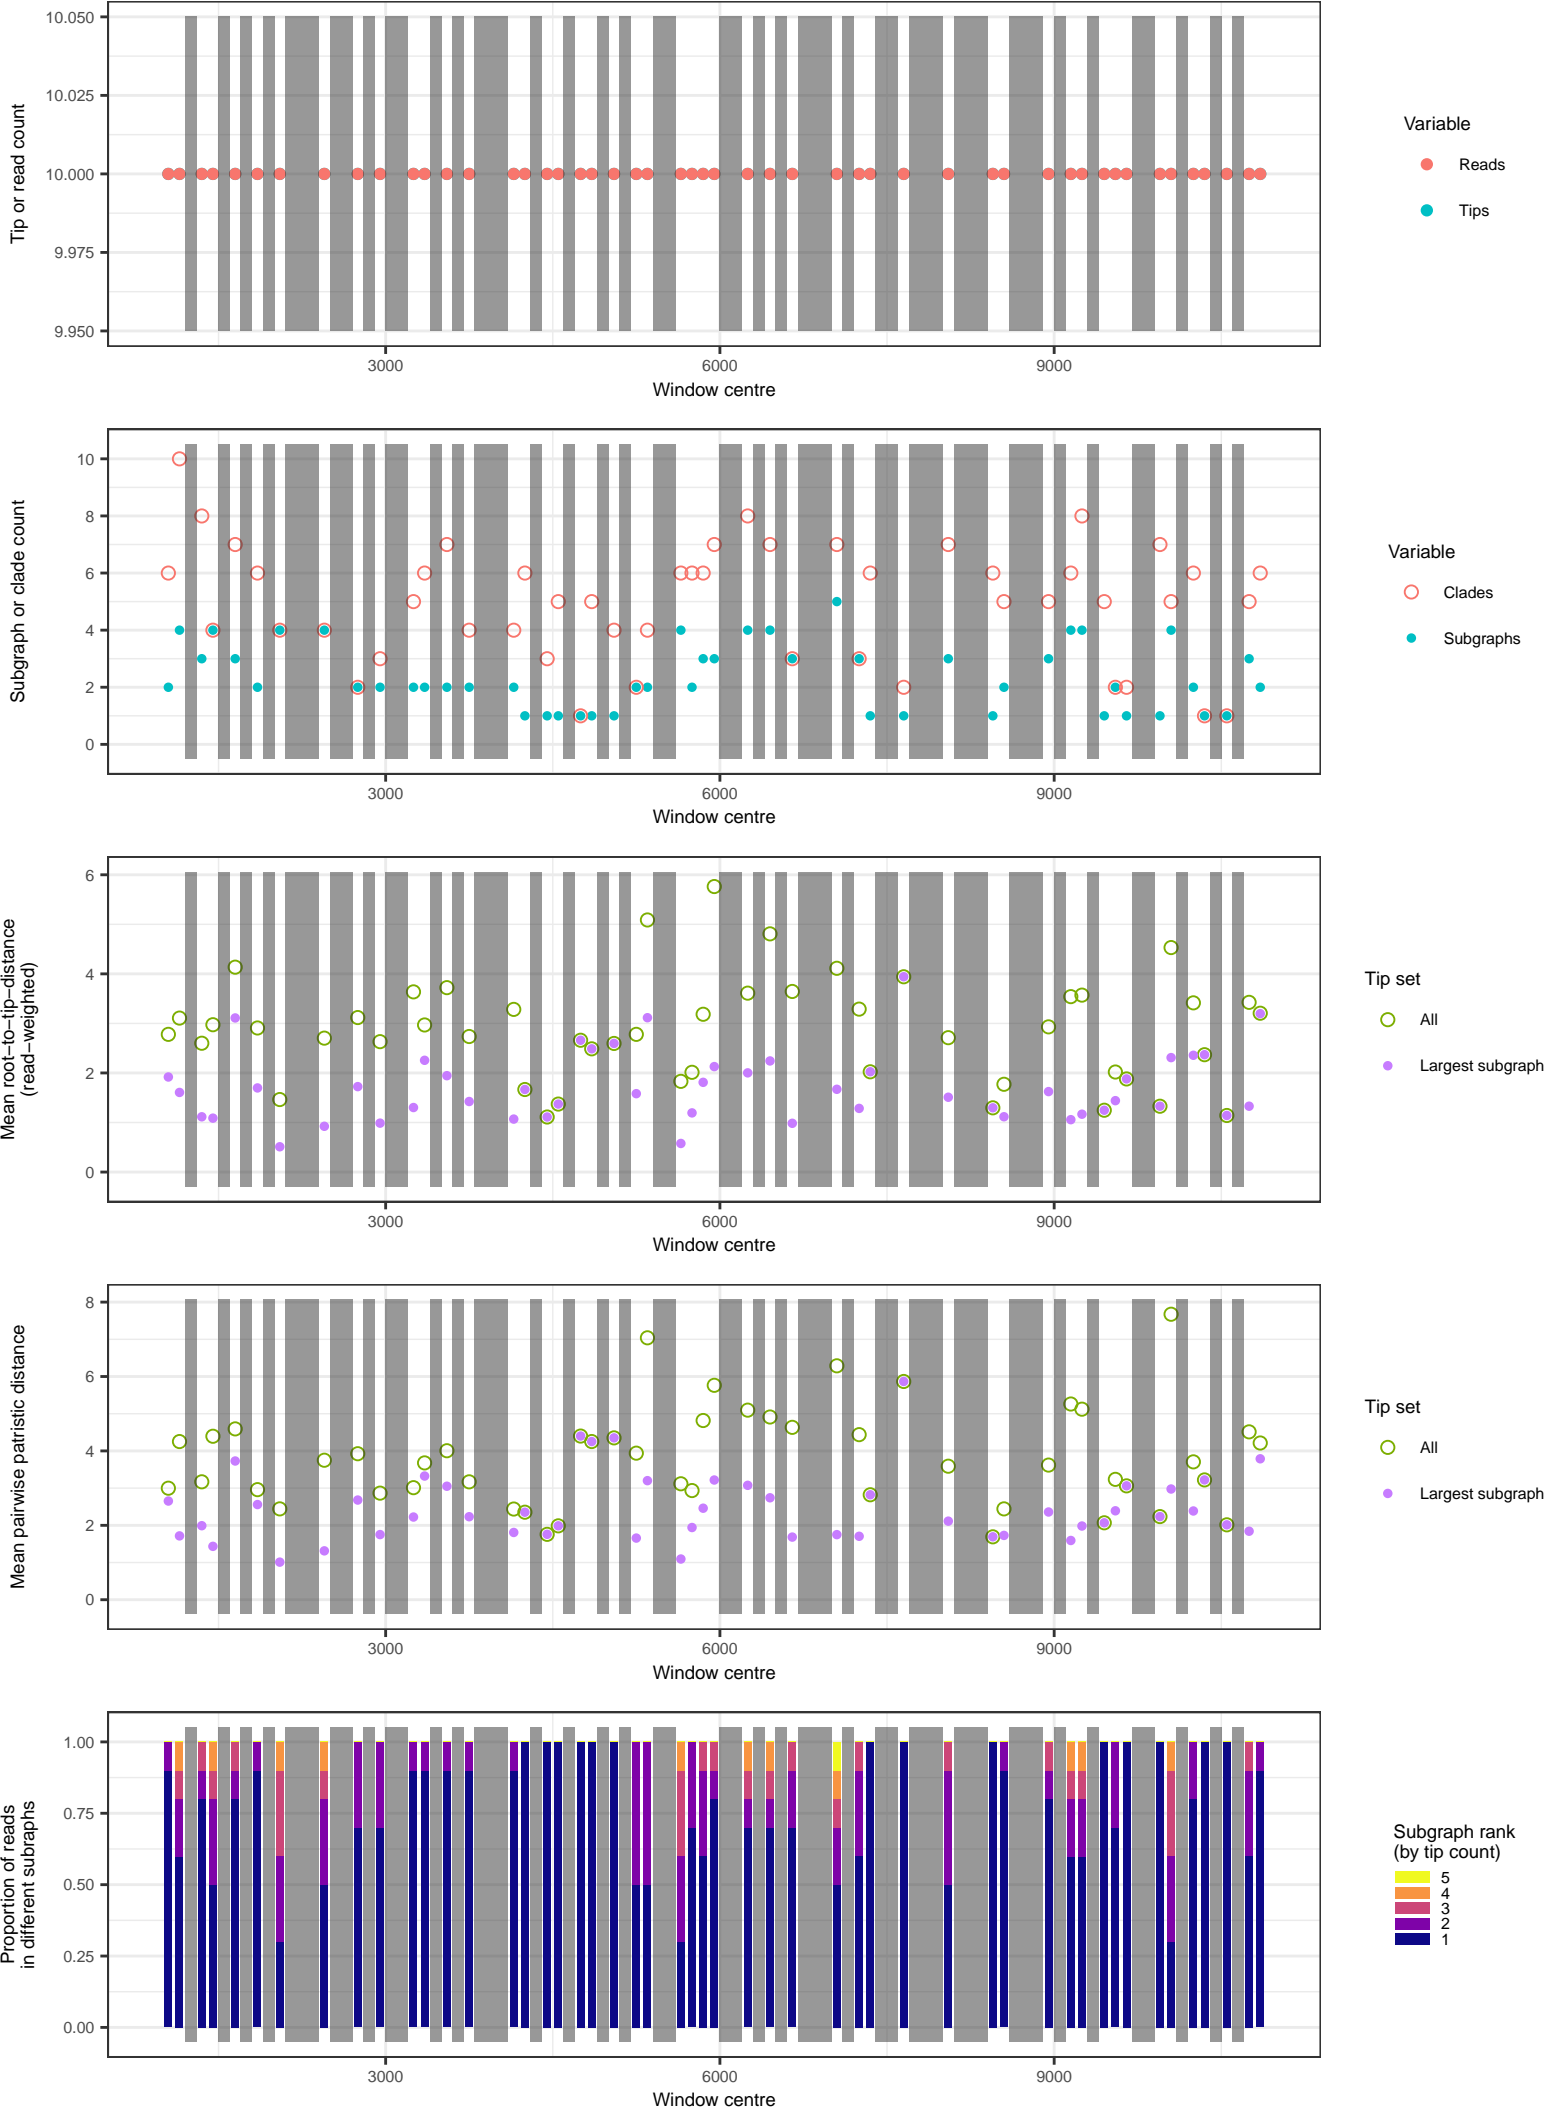 10.050
10.025
10.000
9.975
9.950
Tip or read count
3000
6000
9000
Window centre
Variable
Reads
Tips
10
8
6
4
2
0
Subgraph or clade count
3000
6000
9000
Window centre
Variable
Clades
Subgraphs
6
4
2
0
Mean root−to−tip−distance
(read−weighted)
3000
6000
9000
Window centre
Tip set
All
Largest subgraph
8
6
4
2
0
Mean pairwise patristic distance
3000
6000
9000
Window centre
Tip set
All
Largest subgraph
1.00
0.75
0.50
0.25
0.00
Proportion of reads
in different subraphs
3000
6000
9000
Window centre
Subgraph rank
(by tip count)
5
4
3
2
1